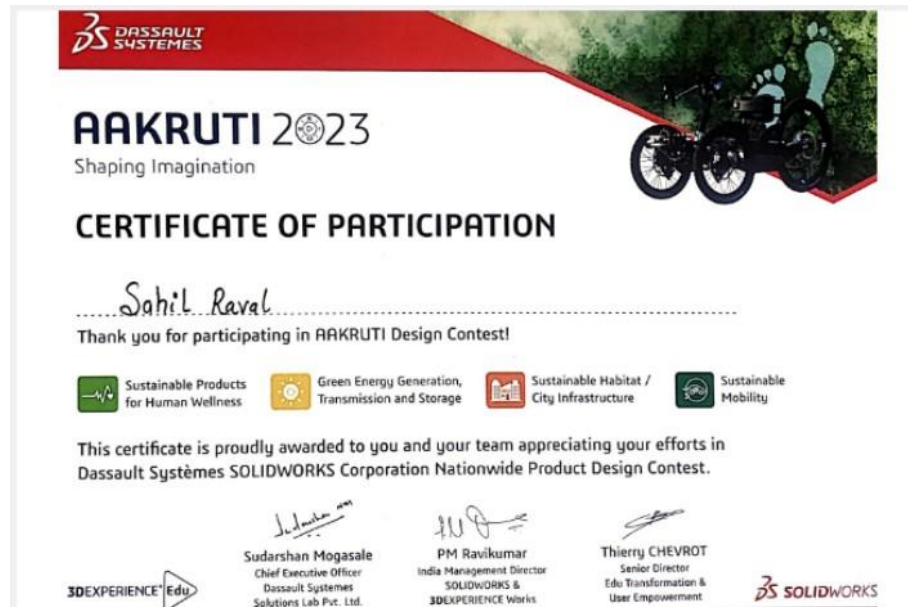 DASSAULT
SYSTEMES
AAKRUTI 2023
Shaping Imagination
CERTIFICATE OF PARTICIPATION
Sahil Raval
Thank you for participating in AAKRUTI Design Contest!
Sustainable Products
for Human Wellness
Green Energy Generation,
Transmission and Storage
Sustainable Habitat /
City Infrastructure
Sustainable
Mobility
This certificate is proudly awarded to you and your team appreciating your efforts in
Dassault Systèmes SOLIDWORKS Corporation Nationwide Product Design Contest.
Sudarshan Mogasale
Chief Executive Officer
Dassault Systemes
Solutions Lab Pvt. Ltd.
PM Ravikumar
India Management Director
SOLIDWORKS &
3DEXPERIENCE Works
Thierry CHEVROT
Senior Director
Edu Transformation &
User Empowerment
3DEXPERIENCE Edu
SOLIDWORKS